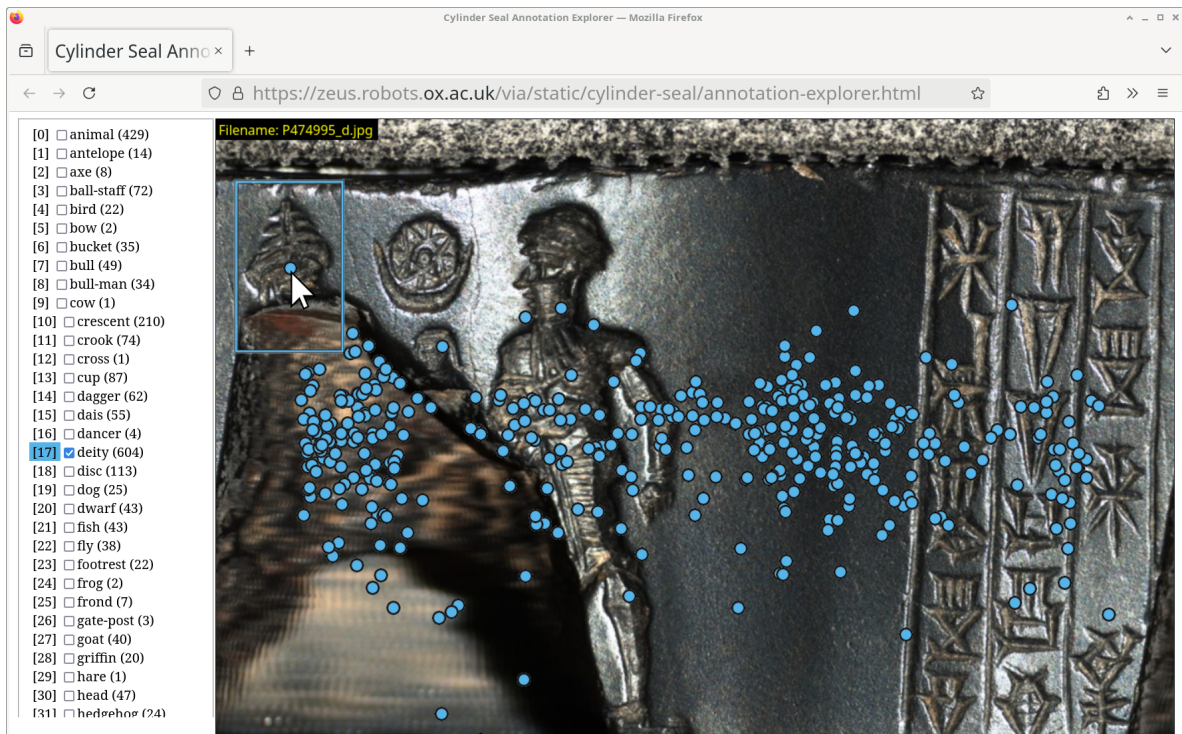 Cylinder Seal Annotation Explorer — Mozilla Firefox
Cylinder Seal Anno
https://zeus.robots.ox.ac.uk/via/static/cylinder-seal/annotation-explorer.html
Filename: P474995_d.jpg
[0] animal (429)
[1] antelope (14)
[2] axe (8)
[3] ball-staff (72)
[4] bird (22)
[5] bow (2)
[6] bucket (35)
[7] bull (49)
[8] bull-man (34)
[9] cow (1)
[10] crescent (210)
[11] crook (74)
[12] cross (1)
[13] cup (87)
[14] dagger (62)
[15] dais (55)
[16] dancer (4)
[17] deity (604)
[18] disc (113)
[19] dog (25)
[20] dwarf (43)
[21] fish (43)
[22] fly (38)
[23] footrest (22)
[24] frog (2)
[25] frond (7)
[26] gate-post (3)
[27] goat (40)
[28] griffin (20)
[29] hare (1)
[30] head (47)
[31] hedgehog (24)